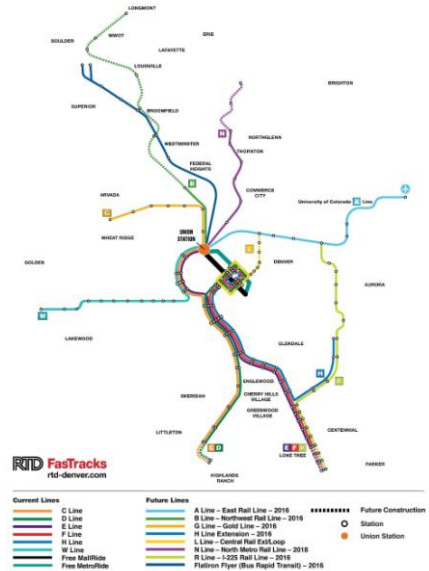 LONGMONT
NIWOT
ERIE
BOULDER
LAFAYETTE
LOUISVILLE
BRIGHTON
SUPERIOR
BROOMFIELD
N
NORTHGLENN
WESTMINSTER
THORNTON
FEDERAL
HEIGHTS
B
COMMERCE
CITY
University of Colorado A Line
ARVADA
G
UNION
STATION
WHEAT RIDGE
L
GOLDEN
DENVER
AURORA
W
LAKEWOOD
GLENDALE
H
R
ENGLEWOOD
SHERIDAN
CHERRY HILLS
VILLAGE
GREENWOOD
VILLAGE
LITTLETON
C D
E F
CENTENNIAL
LONE TREE
PARKER
HIGHLANDS
RANCH
RTD FasTracks
rtd-denver.com
Current Lines
C Line
D Line
E Line
F Line
H Line
W Line
Free MallRide
Free MetroRide
Future Lines
A Line – East Rail Line – 2016
B Line – Northwest Rail Line – 2016
G Line – Gold Line – 2016
H Line Extension – 2016
L Line – Central Rail Ext/Loop
N Line – North Metro Rail Line – 2018
R Line – I-225 Rail Line – 2016
Flatiron Flyer (Bus Rapid Transit) – 2016
Future Construction
Station
Union Station